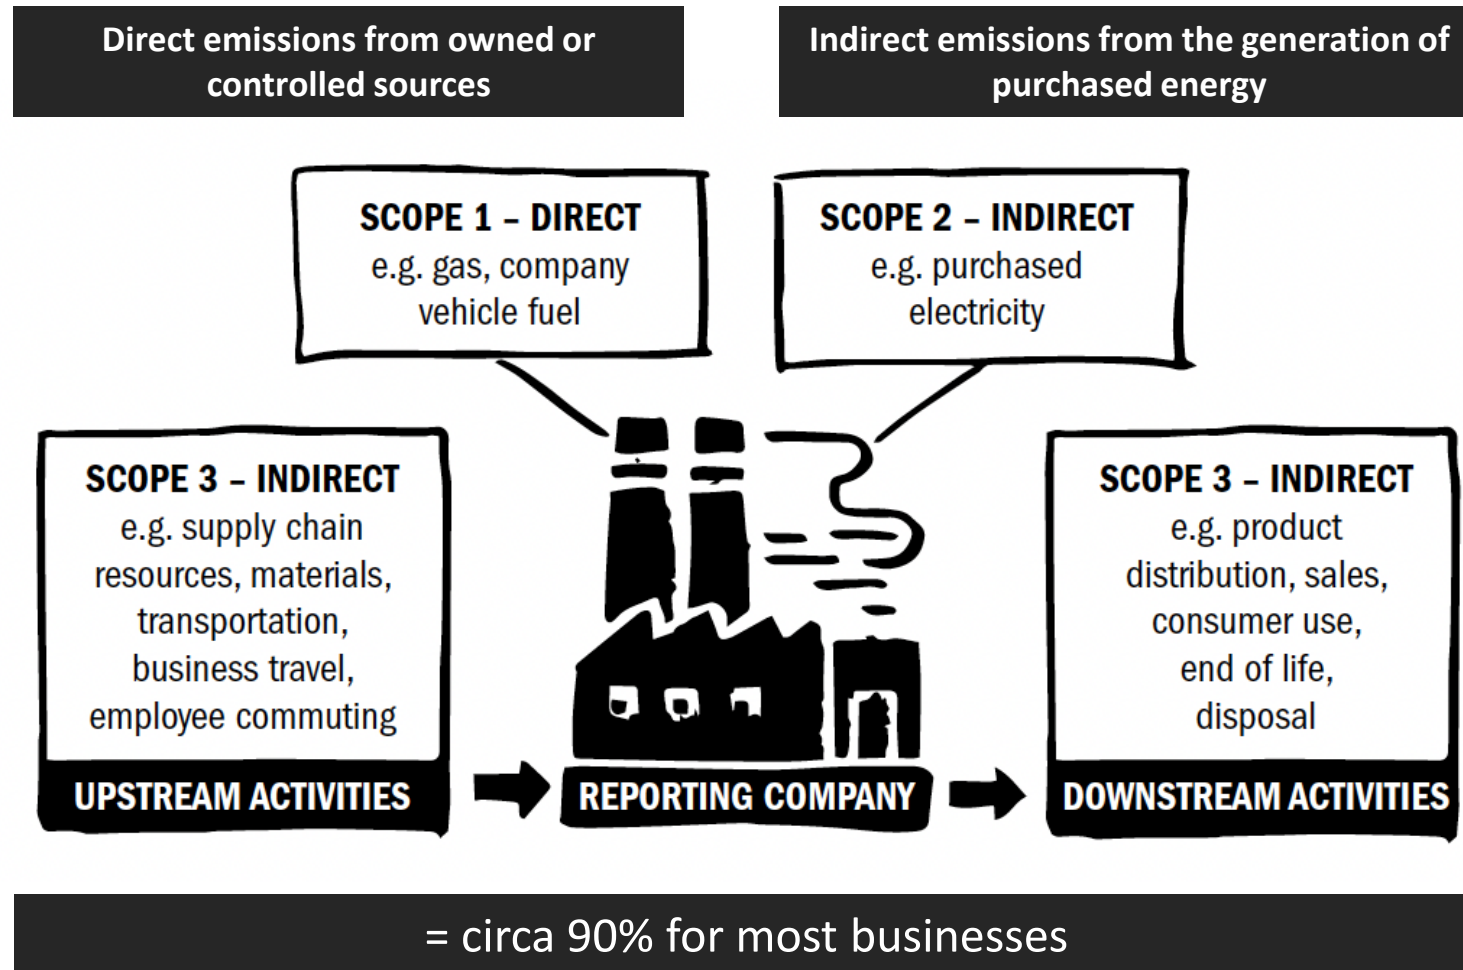 Direct emissions from owned or
controlled sources
Indirect emissions from the generation of
purchased energy
SCOPE 1 – DIRECT
e.g. gas, company
vehicle fuel
SCOPE 2 – INDIRECT
e.g. purchased
electricity
SCOPE 3 – INDIRECT
e.g. supply chain
resources, materials,
transportation,
business travel,
employee commuting
UPSTREAM ACTIVITIES
REPORTING COMPANY
SCOPE 3 – INDIRECT
e.g. product
distribution, sales,
consumer use,
end of life,
disposal
DOWNSTREAM ACTIVITIES
= circa 90% for most businesses